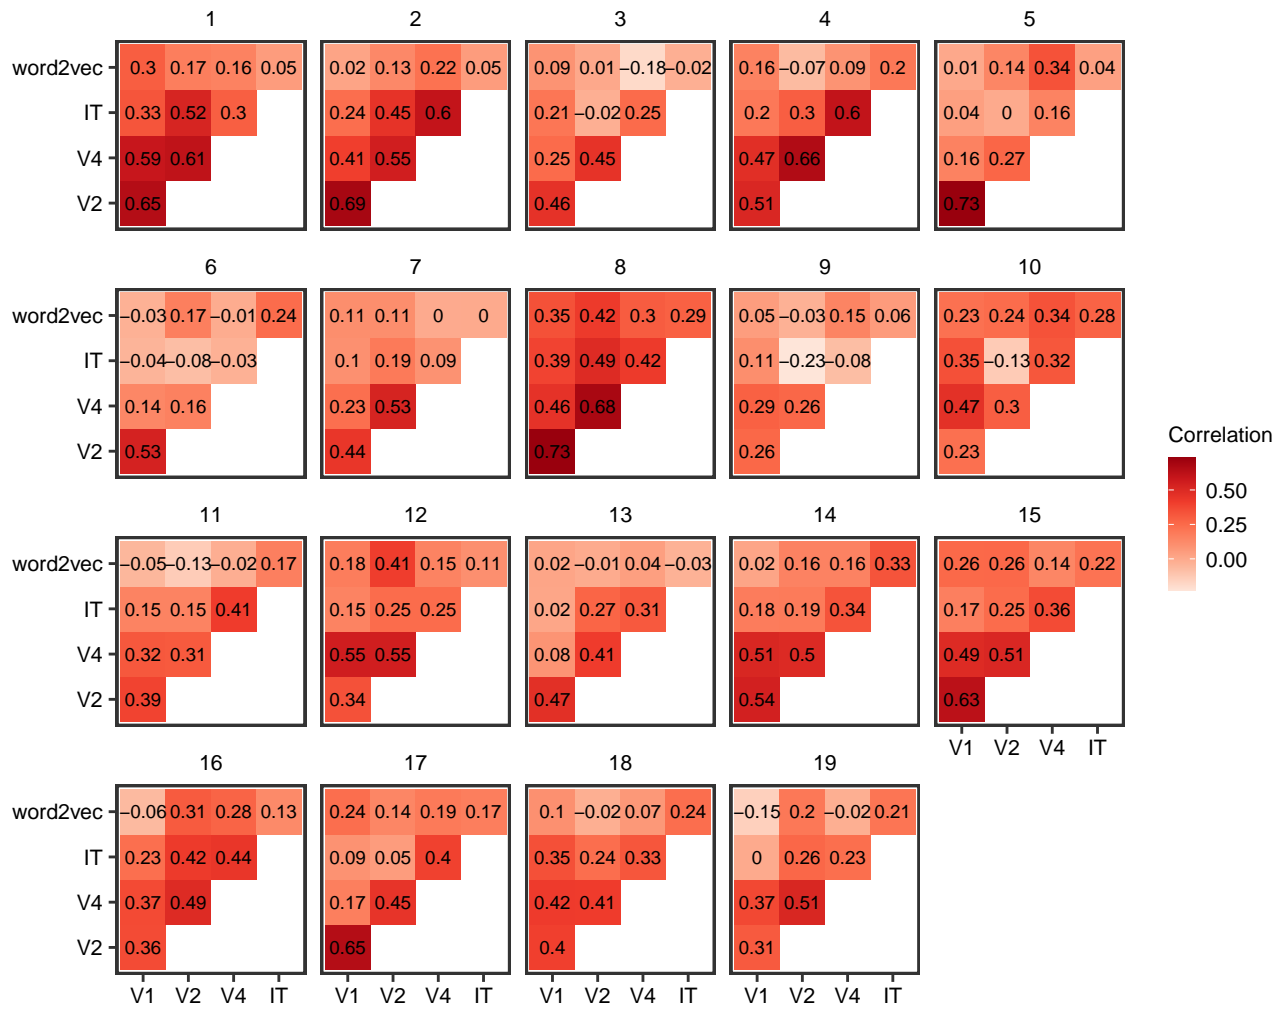 1 2 3 4 5
word2vec 0.3 0.17 0.16 0.05 0.02 0.13 0.22 0.05 0.09 0.01 −0.18 −0.02 0.16 −0.07 0.09 0.2 0.01 0.14 0.34 0.04
IT 0.33 0.52 0.3 0.24 0.45 0.6 0.21 −0.02 0.25 0.2 0.3 0.6 0.04 0 0.16
V4 0.59 0.61 0.41 0.55 0.25 0.45 0.47 0.66 0.16 0.27
V2 0.65 0.69 0.46 0.51 0.73
6 7 8 9 10
word2vec −0.03 0.17 −0.01 0.24 0.11 0.11 0 0 0.35 0.42 0.3 0.29 0.05 −0.03 0.15 0.06 0.23 0.24 0.34 0.28
IT −0.04 −0.08 −0.03 0.1 0.19 0.09 0.39 0.49 0.42 0.11 −0.23 −0.08 0.35 −0.13 0.32
V4 0.14 0.16 0.23 0.53 0.46 0.68 0.29 0.26 0.47 0.3
V2 0.53 0.44 0.73 0.26 0.23
Correlation
0.50
0.25
0.00
11 12 13 14 15
word2vec −0.05 −0.13 −0.02 0.17 0.18 0.41 0.15 0.11 0.02 −0.01 0.04 −0.03 0.02 0.16 0.16 0.33 0.26 0.26 0.14 0.22
IT 0.15 0.15 0.41 0.15 0.25 0.25 0.02 0.27 0.31 0.18 0.19 0.34 0.17 0.25 0.36
V4 0.32 0.31 0.55 0.55 0.08 0.41 0.51 0.5 0.49 0.51
V2 0.39 0.34 0.47 0.54 0.63
V1 V2 V4 IT
16 17 18 19
word2vec −0.06 0.31 0.28 0.13 0.24 0.14 0.19 0.17 0.1 −0.02 0.07 0.24 −0.15 0.2 −0.02 0.21
IT 0.23 0.42 0.44 0.09 0.05 0.4 0.35 0.24 0.33 0 0.26 0.23
V4 0.37 0.49 0.17 0.45 0.42 0.41 0.37 0.51
V2 0.36 0.65 0.4 0.31
V1 V2 V4 IT V1 V2 V4 IT V1 V2 V4 IT V1 V2 V4 IT